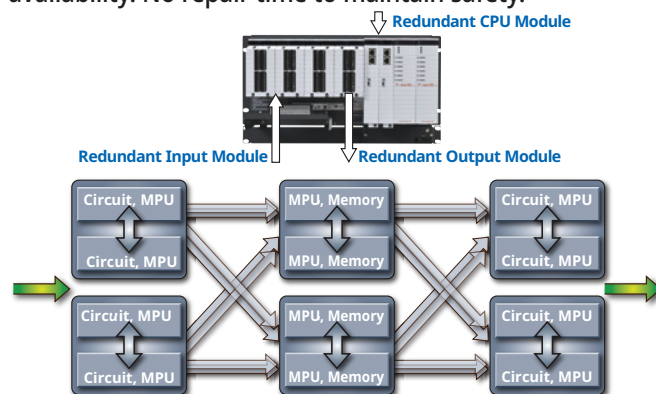 availability. No repair time to maintain safety.
Redundant CPU Module
Redundant Input Module
Redundant Output Module
Circuit, MPU
MPU, Memory
Circuit, MPU
Circuit, MPU
MPU, Memory
Circuit, MPU
Circuit, MPU
MPU, Memory
Circuit, MPU
Circuit, MPU
MPU, Memory
Circuit, MPU